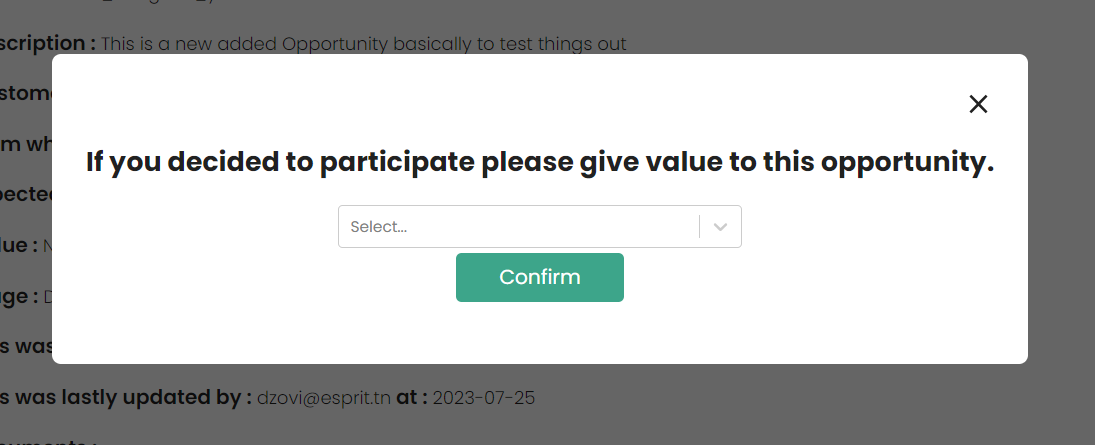 scription : This is a new added Opportunity basically to test things out
stome
m wh
If you decided to participate please give value to this opportunity.
pected
Select...
lue : N
Confirm
ge : D
s was
s was lastly updated by : dzovi@esprit.tn at : 2023-07-25